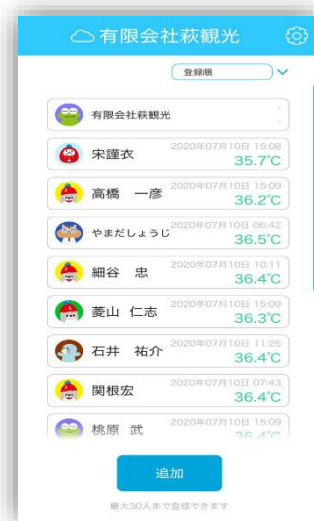 有限会社萩観光
登録順
有限会社萩観光
宋謹衣 2020年07月10日 15:08
35.7℃
高橋 一彦 2020年07月10日 15:09
36.2℃
やまだしょうじ 2020年07月10日 06:42
36.5℃
細谷 忠 2020年07月10日 10:11
36.4℃
菱山 仁志 2020年07月10日 15:09
36.3℃
石井 祐介 2020年07月10日 11:25
36.4℃
関根宏 2020年07月10日 07:43
36.4℃
桃原 武 2020年07月10日 15:09
36.4℃
追加
最大30人まで登録できます